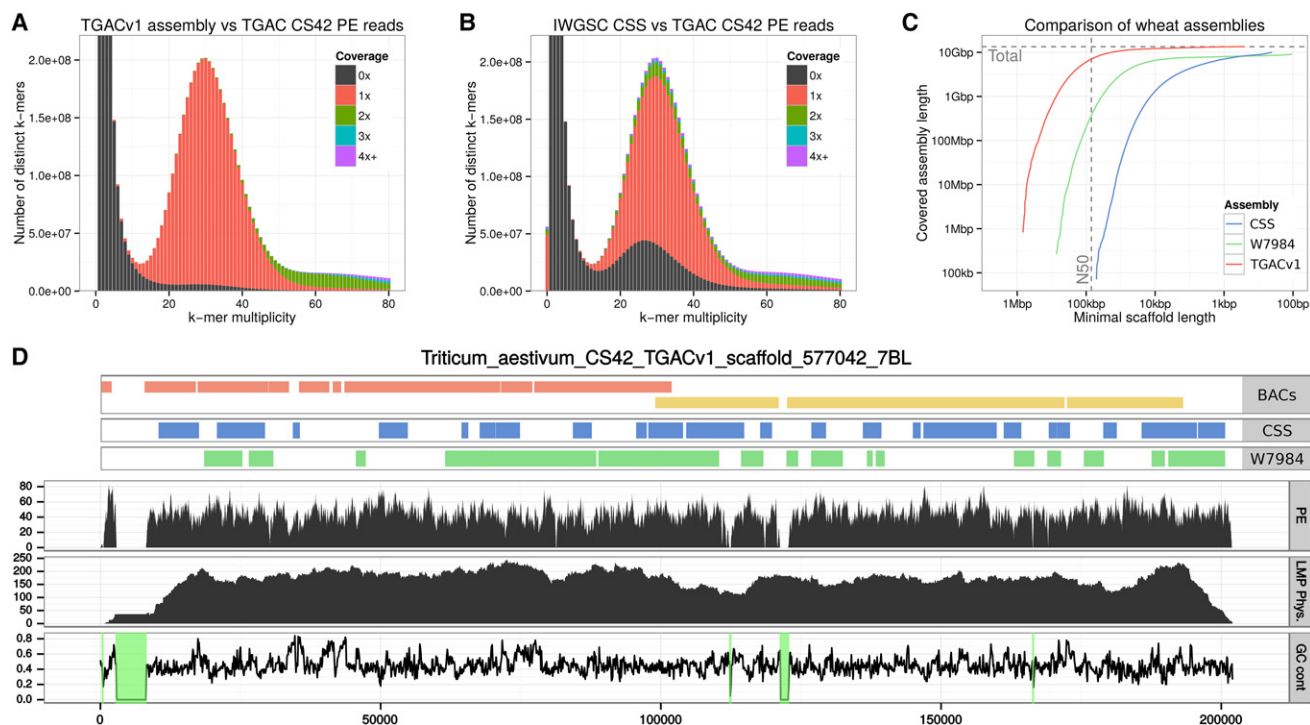 A
TGACv1 assembly vs TGAC CS42 PE reads
Number of distinct k-mers
2.0e+08
1.5e+08
1.0e+08
5.0e+07
0.0e+00
0
20
40
60
80
k-mer multiplicity
Coverage
0x
1x
2x
3x
4x+
B
IWGSC CSS vs TGAC CS42 PE reads
Number of distinct k-mers
2.0e+08
1.5e+08
1.0e+08
5.0e+07
0.0e+00
0
20
40
60
80
k-mer multiplicity
Coverage
0x
1x
2x
3x
4x+
C
Comparison of wheat assemblies
Covered assembly length
10Gbp
1Gbp
100Mbp
10Mbp
1Mbp
100kb
Total
N50
1Mbp
100kbp
10kbp
1kbp
100bp
Minimal scaffold length
Assembly
CSS
W7984
TGACv1
D
Triticum_aestivum_CS42_TGACv1_scaffold_577042_7BL
BACs
CSS
W7984
80
60
40
20
0
PE
250
200
150
100
50
0
LMP Phys.
0.8
0.6
0.4
0.2
0.0
GC cont
0
50000
100000
150000
200000